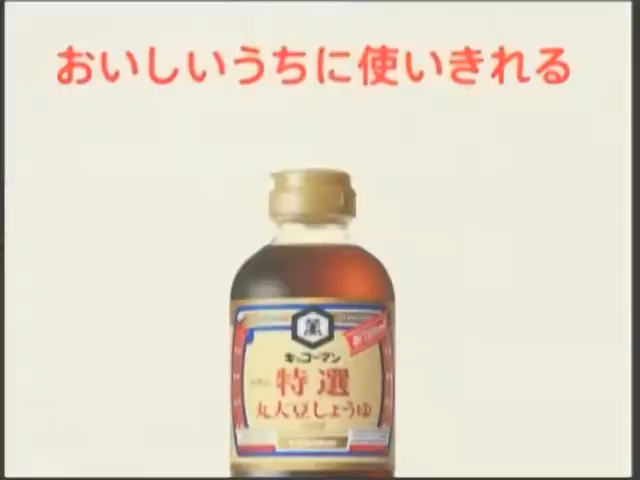 おいしいうちに使いきれる
萬
キッコーマン
特選
丸大豆しょうゆ